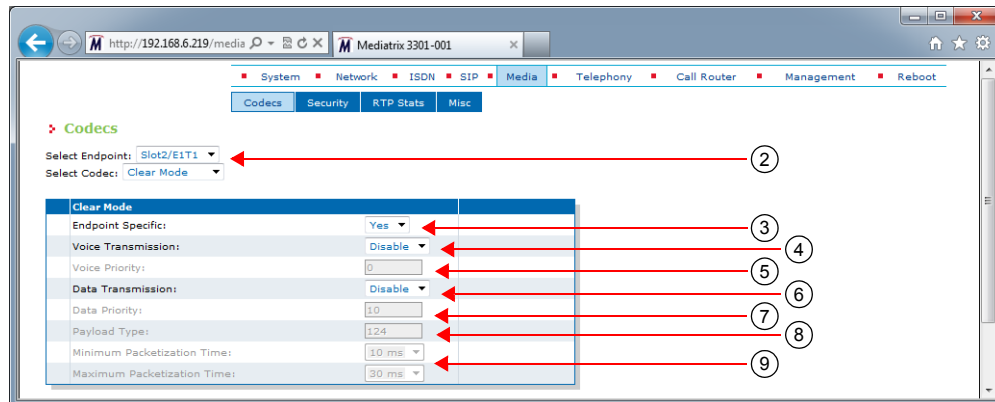 http://192.168.6.219/media
Mediatrix 3301-001
System Network ISDN SIP Media Telephony Call Router Management Reboot
Codecs Security RTP Stats Misc
Codecs
Select Endpoint: Slot2/E1T1
2
Select Codec: Clear Mode
Clear Mode
Endpoint Specific: Yes
3
Voice Transmission: Disable
4
Voice Priority: 0
5
Data Transmission: Disable
6
Data Priority: 10
7
Payload Type: 124
8
Minimum Packetization Time: 10 ms
9
Maximum Packetization Time: 30 ms